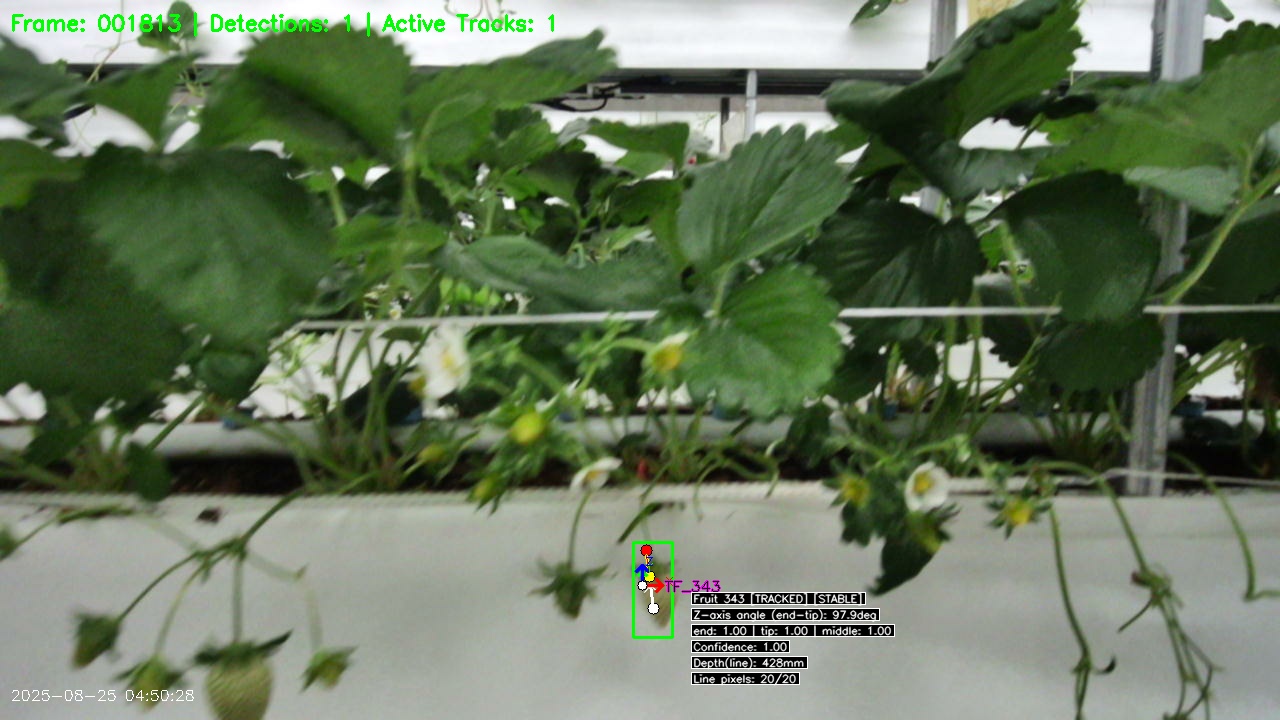 Frame: 001813 | Detections: 1 | Active Tracks: 1
TF_343
Fruit 343 [TRACKED] [STABLE]
Z-axis angle (end-tip): 97.9deg
end: 1.00 | tip: 1.00 | middle: 1.00
Confidence: 1.00
Depth(line): 428mm
Line pixels: 20/20
2025-08-25 04:50:28